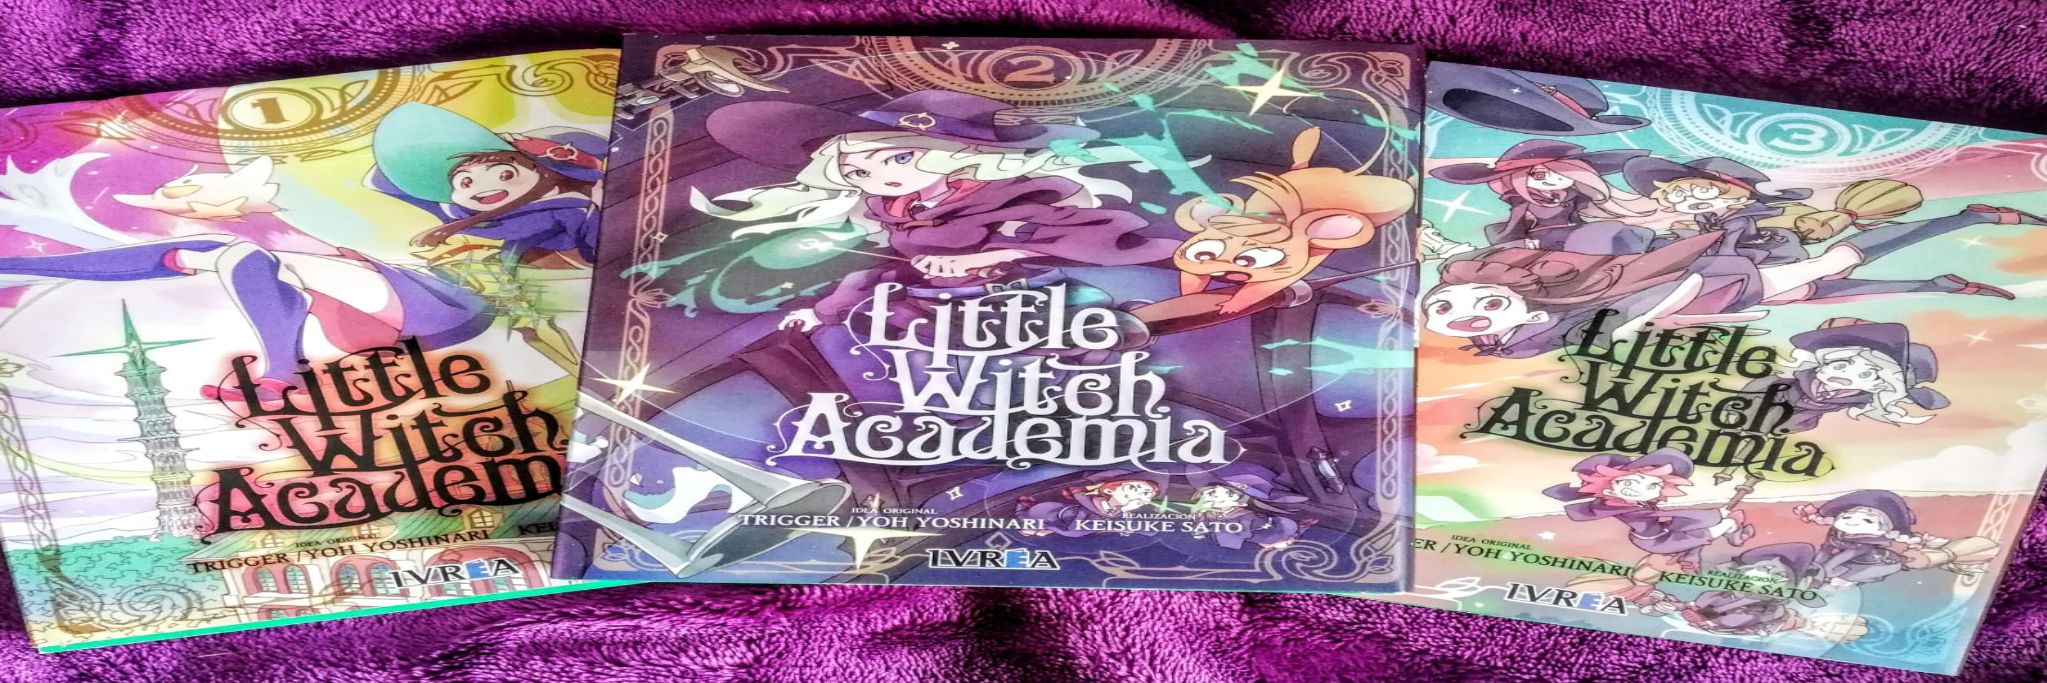 1
Little
Witch
Academ
IDEA ORIGINAL
TRIGGER / YOH YOSHINARI
IVREA
2
Little
Witch
Academia
IDEA ORIGINAL
TRIGGER / YOH YOSHINARI
REALIZACIÓN
KEISUKE SATO
IVREA
3
Little
Witch
Academia
IDEA ORIGINAL
ER / YOH YOSHINARI
REALIZACIÓN
KEISUKE SATO
IVREA